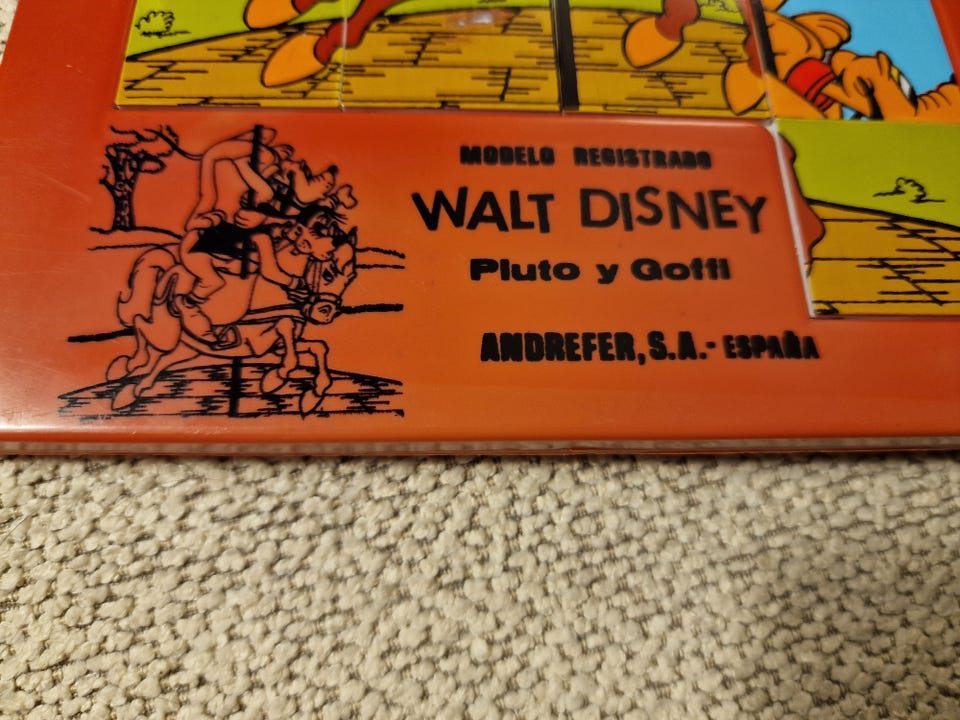 MODELO REGISTRADO
WALT DISNEY
Pluto y Goffi
ANDREFER, S.A.- ESPAÑA